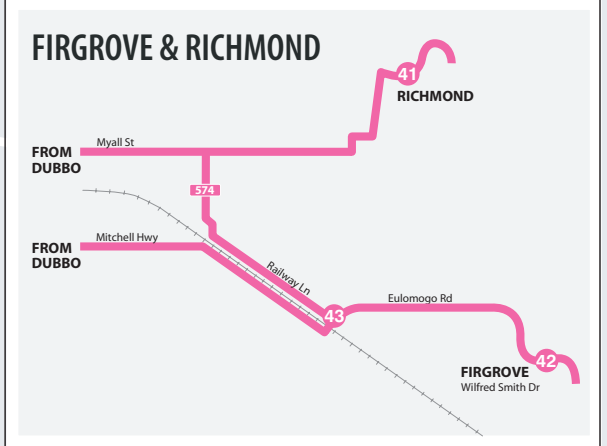 FIRGROVE & RICHMOND
41
RICHMOND
Myall St
FROM
DUBBO
574
Mitchell Hwy
FROM
DUBBO
Railway Ln
Eulomogo Rd
43
42
FIRGROVE
Wilfred Smith Dr